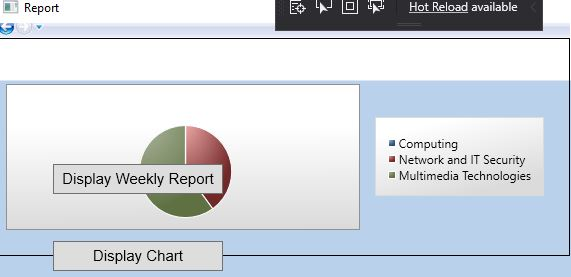 Report
Hot Reload available
Computing
Network and IT Security
Multimedia Technologies
Display Weekly Report
Display Chart